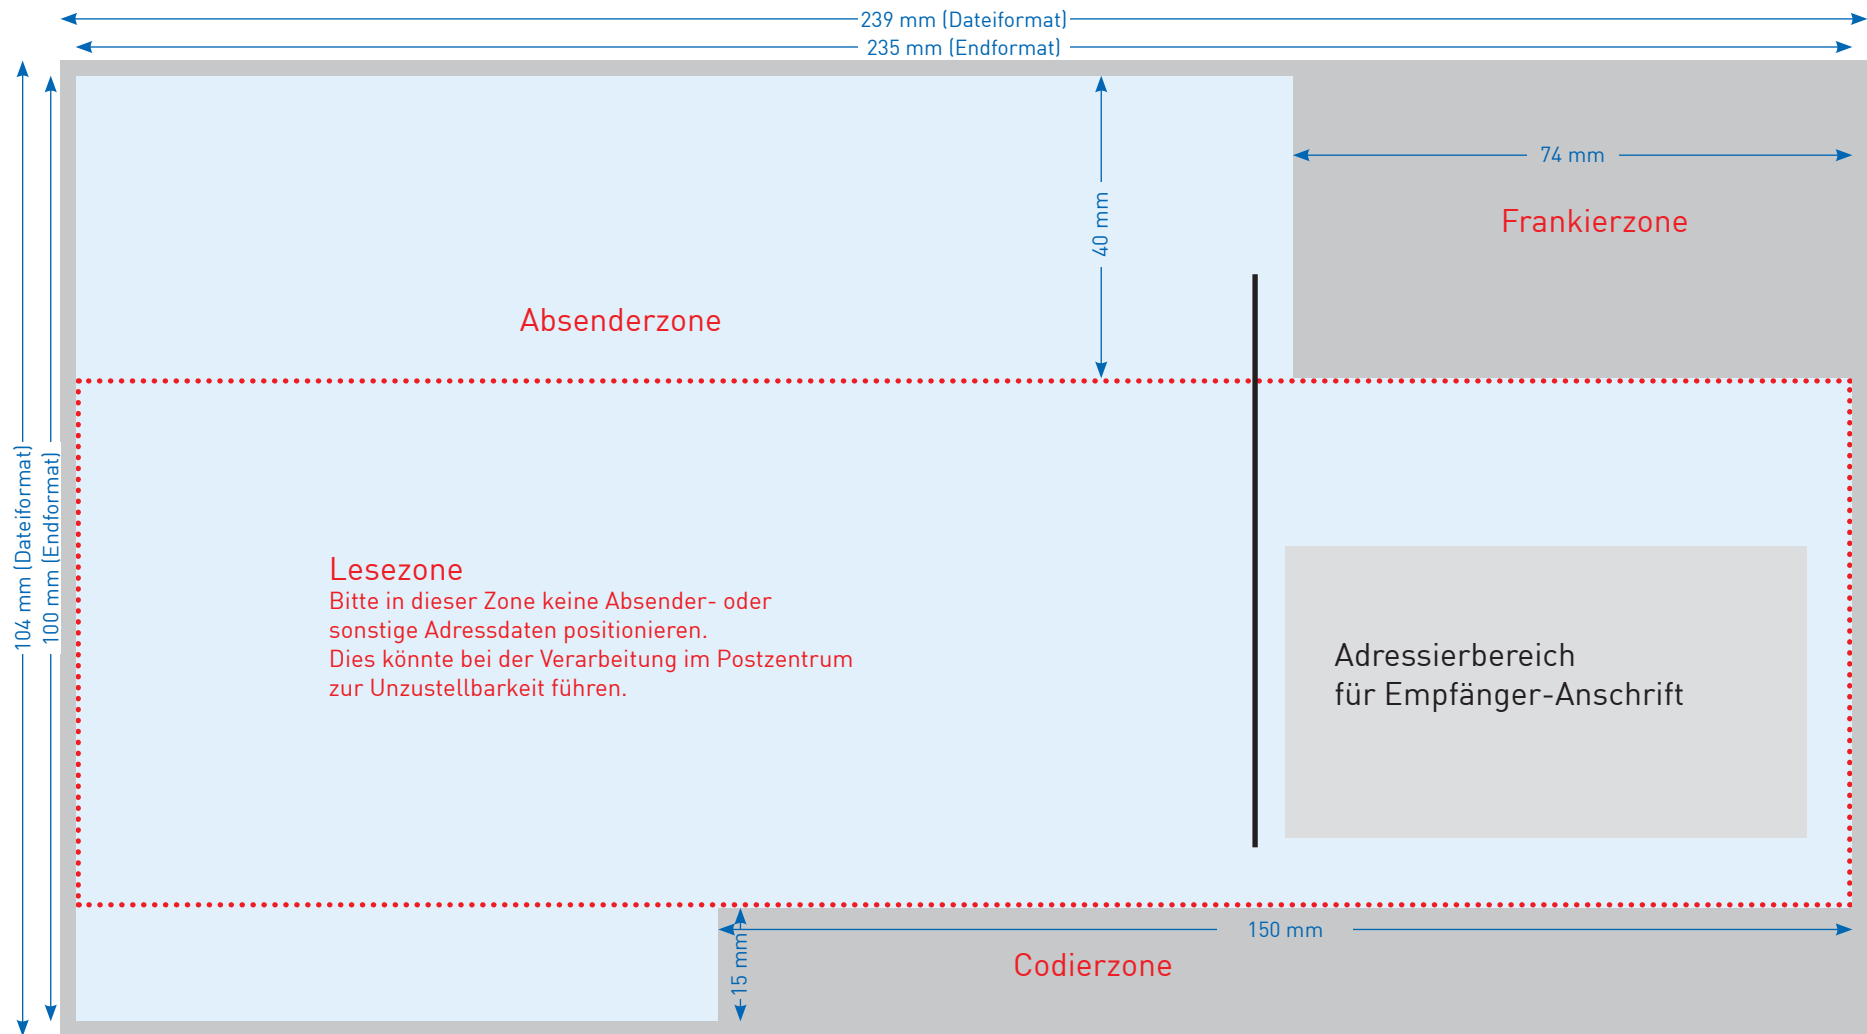 239 mm (Dateiformat)
235 mm (Endformat)
74 mm
40 mm
Frankierzone
Absenderzone
104 mm (Dateiformat)
100 mm (Endformat)
Lesezone
Bitte in dieser Zone keine Absender- oder
sonstige Adressdaten positionieren.
Dies könnte bei der Verarbeitung im Postzentrum
zur Unzustellbarkeit führen.
Adressierbereich
für Empfänger-Anschrift
150 mm
15 mm
Codierzone